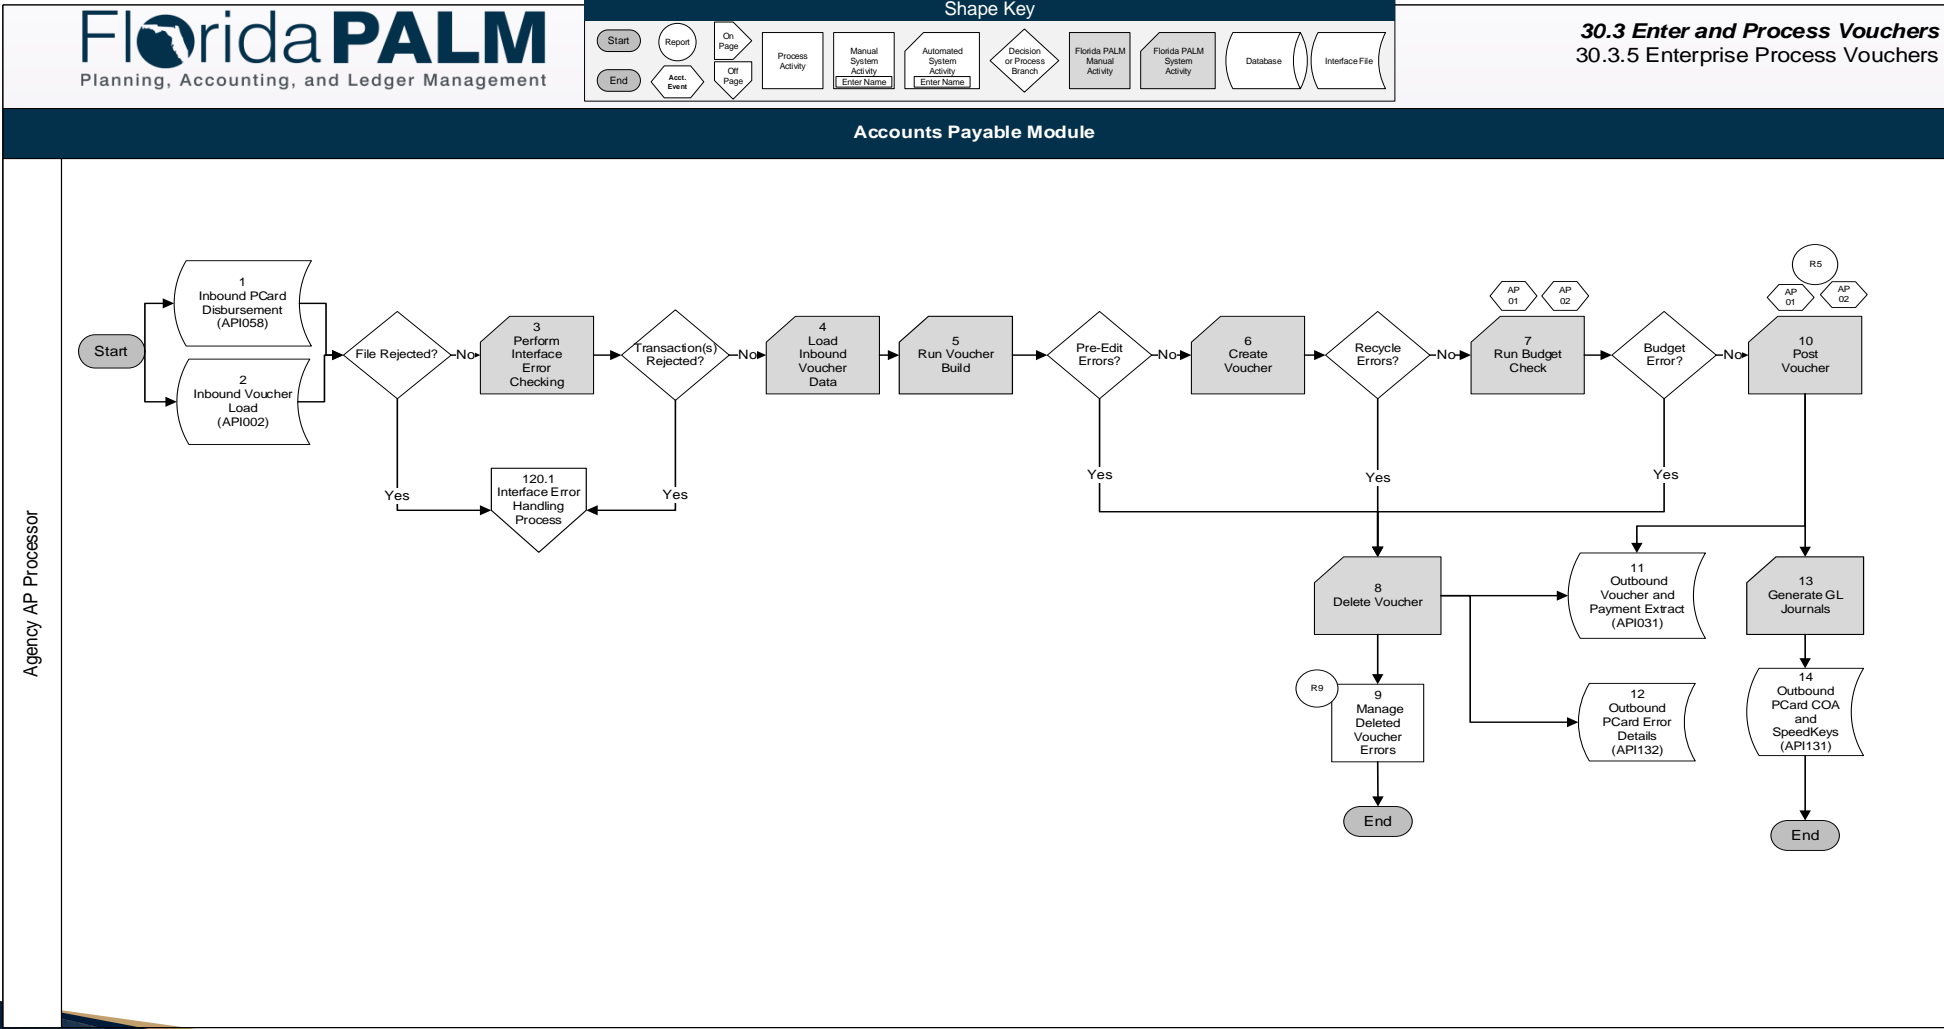 Florida PALM
Planning, Accounting, and Ledger Management
Shape Key
Start
End
Report
Acct.
Event
On
Page
Off
Page
Process
Activity
Manual
System
Activity
Enter Name
Automated
System
Activity
Enter Name
Decision
or Process
Branch
Florida PALM
Manual
Activity
Florida PALM
System
Activity
Database
Interface File
30.3 Enter and Process Vouchers
30.3.5 Enterprise Process Vouchers
Accounts Payable Module
Agency AP Processor
Start
1
Inbound PCard
Disbursement
(API058)
2
Inbound Voucher
Load
(API002)
File Rejected?
No
Yes
3
Perform
Interface
Error
Checking
Transaction(s)
Rejected?
No
Yes
120.1
Interface Error
Handling
Process
4
Load
Inbound
Voucher
Data
5
Run Voucher
Build
Pre-Edit
Errors?
No
Yes
6
Create
Voucher
Recycle
Errors?
No
Yes
AP
01
AP
02
7
Run Budget
Check
Budget
Error?
No
Yes
R5
AP
01
AP
02
10
Post
Voucher
8
Delete Voucher
R9
9
Manage
Deleted
Voucher
Errors
End
11
Outbound
Voucher and
Payment Extract
(API031)
12
Outbound
PCard Error
Details
(API132)
13
Generate GL
Journals
14
Outbound
PCard COA
and
SpeedKeys
(API131)
End